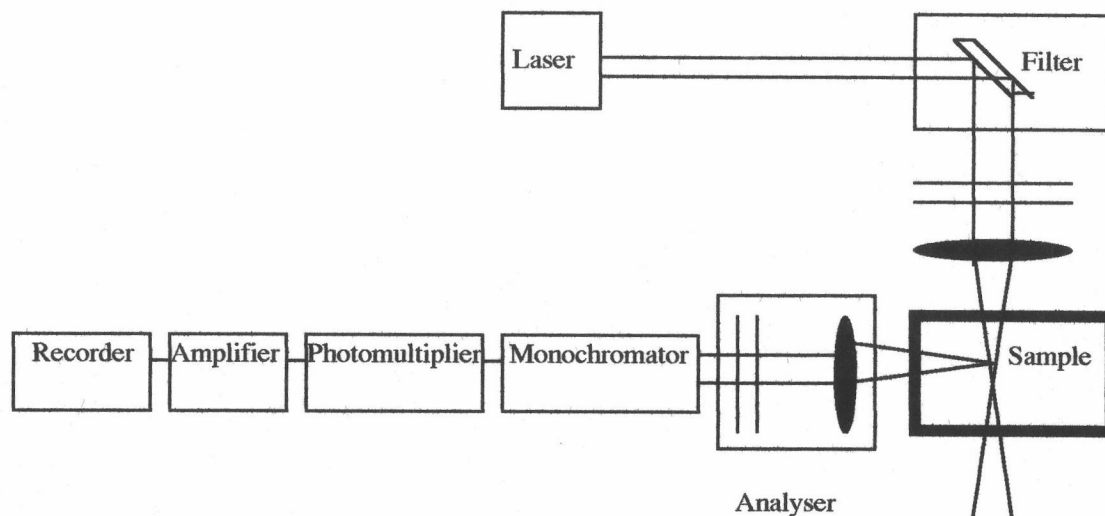 Laser
Filter
Recorder
Amplifier
Photomultiplier
Monochromator
Sample
Analyser